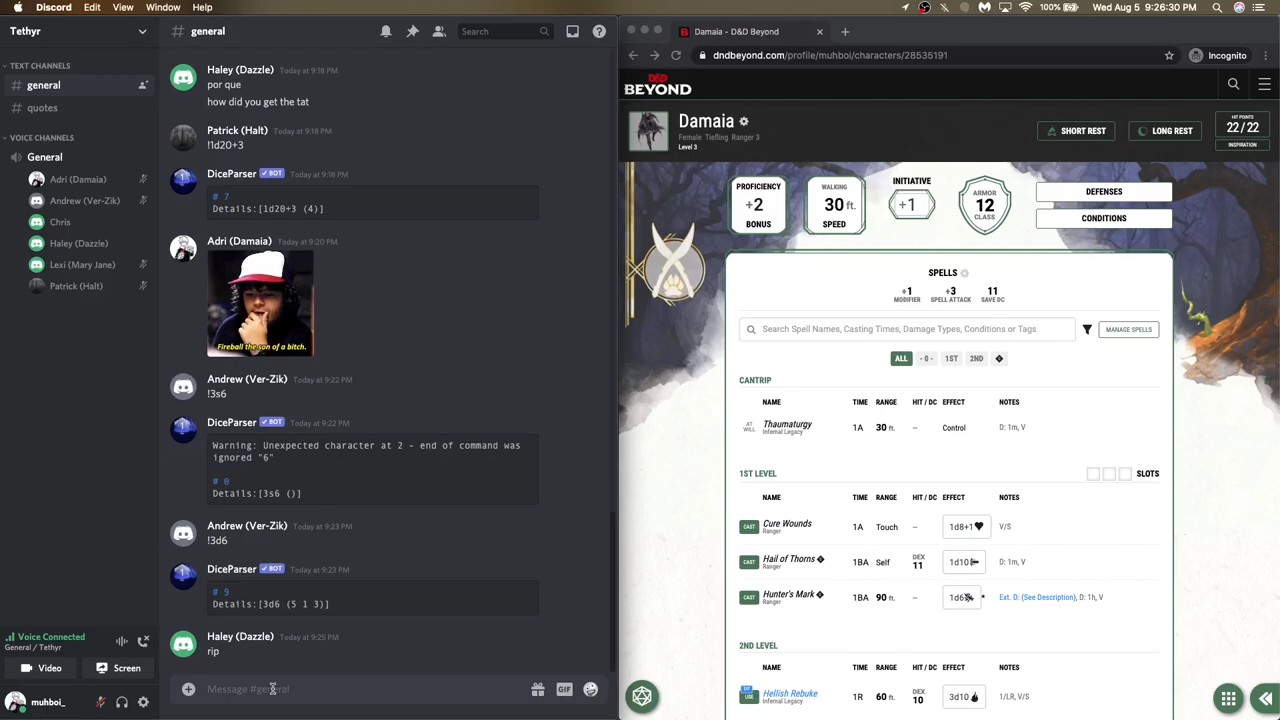 Tethyr
TEXT CHANNELS
# general
# quotes
VOICE CHANNELS
General
Adri (Damaia)
Andrew (Ver-Zik)
Chris
Haley (Dazzle)
Lexi (Mary Jane)
Patrick (Halt)
Voice Connected
General / Tethyr
Video
Screen
# general
Search
Haley (Dazzle) Today at 9:18 PM
por que
how did you get the tat
Patrick (Halt) Today at 9:18 PM
!1d20+3
DiceParser BOT Today at 9:18 PM
# 7
Details:[1d20+3 (4)]
Adri (Damaia) Today at 9:20 PM
Fireball the son of a bitch.
Andrew (Ver-Zik) Today at 9:22 PM
!3s6
DiceParser BOT Today at 9:22 PM
Warning: Unexpected character at 2 - end of command was
ignored "6"
# 0
Details:[3s6 ()]
Andrew (Ver-Zik) Today at 9:23 PM
!3d6
DiceParser BOT Today at 9:23 PM
# 9
Details:[3d6 (5 1 3)]
Haley (Dazzle) Today at 9:25 PM
rip
Message #general
GIF
Damaia - D&D Beyond
dndbeyond.com/profile/muhboi/characters/28535191
Incognito
D&D
BEYOND
Damaia
Female Tiefling Ranger 3
Level 3
SHORT REST
LONG REST
HIT POINTS
22/22
INSPIRATION
PROFICIENCY
+2
BONUS
WALKING
30 ft.
SPEED
INITIATIVE
+1
ARMOR
12
CLASS
DEFENSES
CONDITIONS
SPELLS
+1 +3 11
MODIFIER SPELL ATTACK SAVE DC
Search Spell Names, Casting Times, Damage Types, Conditions or Tags
MANAGE SPELLS
ALL - 0 - 1ST 2ND
CANTRIP
NAME TIME RANGE HIT / DC EFFECT NOTES
AT WILL Thaumaturgy 1A 30 ft. -- Control D: 1m, V
Infernal Legacy
1ST LEVEL SLOTS
NAME TIME RANGE HIT / DC EFFECT NOTES
CAST Cure Wounds 1A Touch -- 1d8+1 V/S
Ranger
CAST Hail of Thorns 1BA Self DEX 11 1d10 D: 1m, V
Ranger
CAST Hunter's Mark 1BA 90 ft. -- 1d6 * Ext. D: (See Description), D: 1h, V
Ranger
2ND LEVEL
NAME TIME RANGE HIT / DC EFFECT NOTES
USE Hellish Rebuke 1R 60 ft. DEX 10 3d10 1/LR, V/S
Infernal Legacy